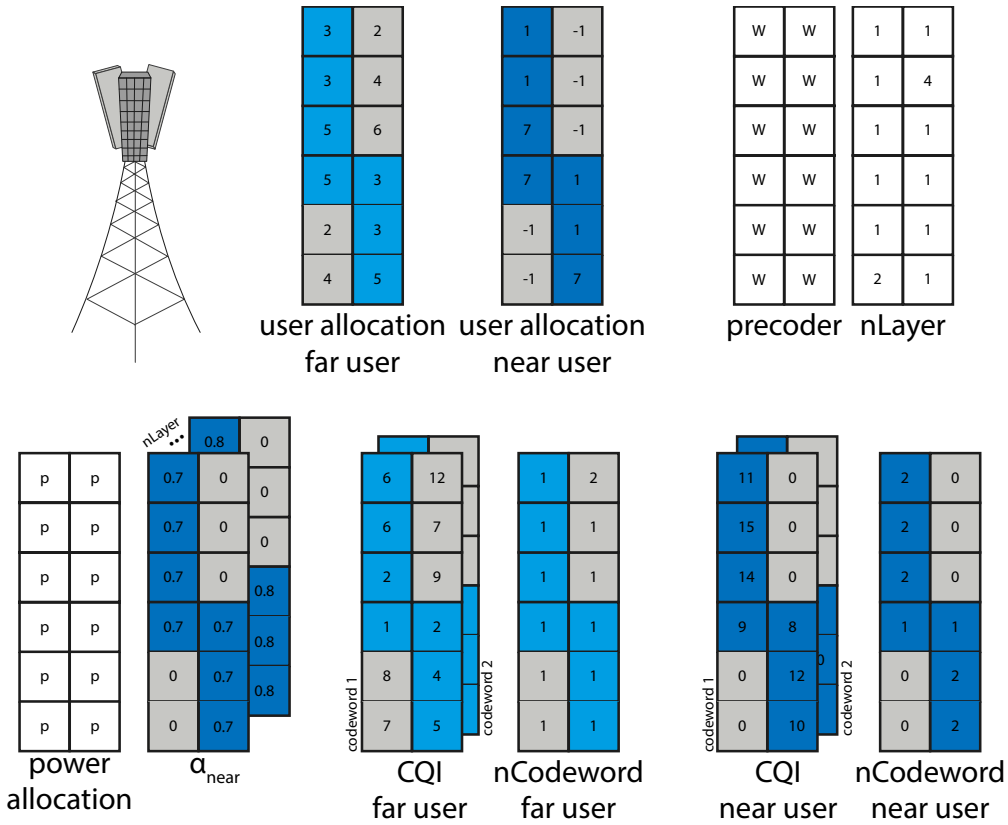 3 2
3 4
5 6
5 3
2 3
4 5
user allocation
far user
1 -1
1 -1
7 -1
7 1
-1 1
-1 7
user allocation
near user
W W
W W
W W
W W
W W
W W
precoder
1 1
1 4
1 1
1 1
1 1
2 1
nLayer
p p
p p
p p
p p
p p
p p
power
allocation
nLayer
...
0.8 0
0
0
0.8
0.8
0.8
0.7 0
0.7 0
0.7 0
0.7 0.7
0 0.7
0 0.7
αnear
6 12
6 7
2 9
1 2
8 4
7 5
codeword 1
codeword 2
CQI
far user
1 2
1 1
1 1
1 1
1 1
1 1
nCodeword
far user
11 0
15 0
14 0
9 8
0 12
0 10
codeword 1
codeword 2
CQI
near user
2 0
2 0
2 0
1 1
0 2
0 2
nCodeword
near user